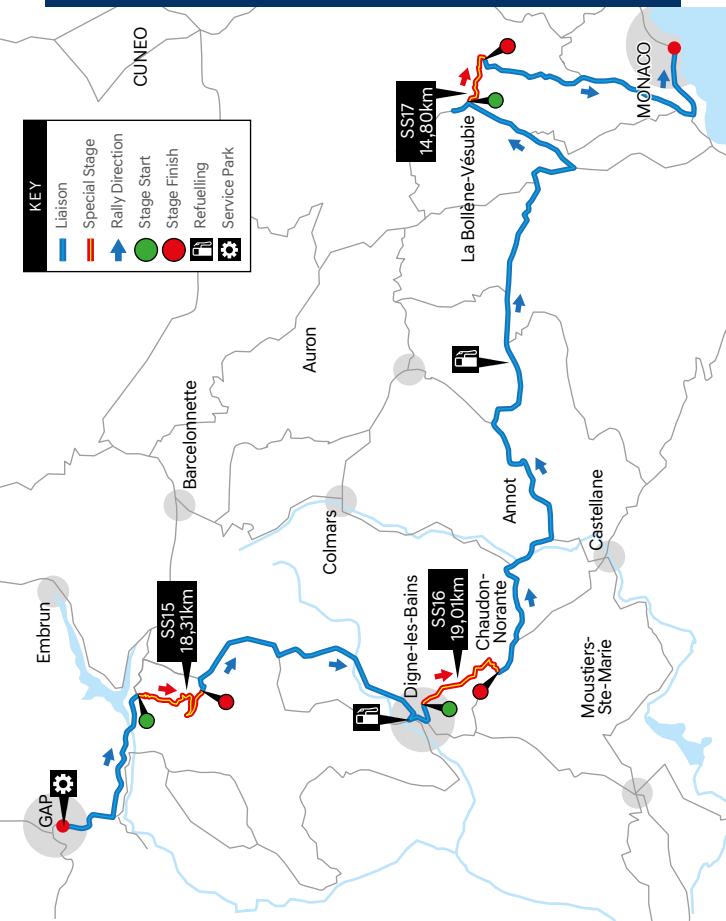 CUNEO
KEY
Liaison
Special Stage
Rally Direction
Stage Start
Stage Finish
Refuelling
Service Park
Auron
Barcelonnette
Embrun
Colmars
SS15
18,31km
GAP
Digne-les-Bains
SS16
19,01km
Chaudon-
Norante
Annot
Castellane
Moustiers-
Ste-Marie
SS17
14,80km
La Bollène-Vésubie
MONACO